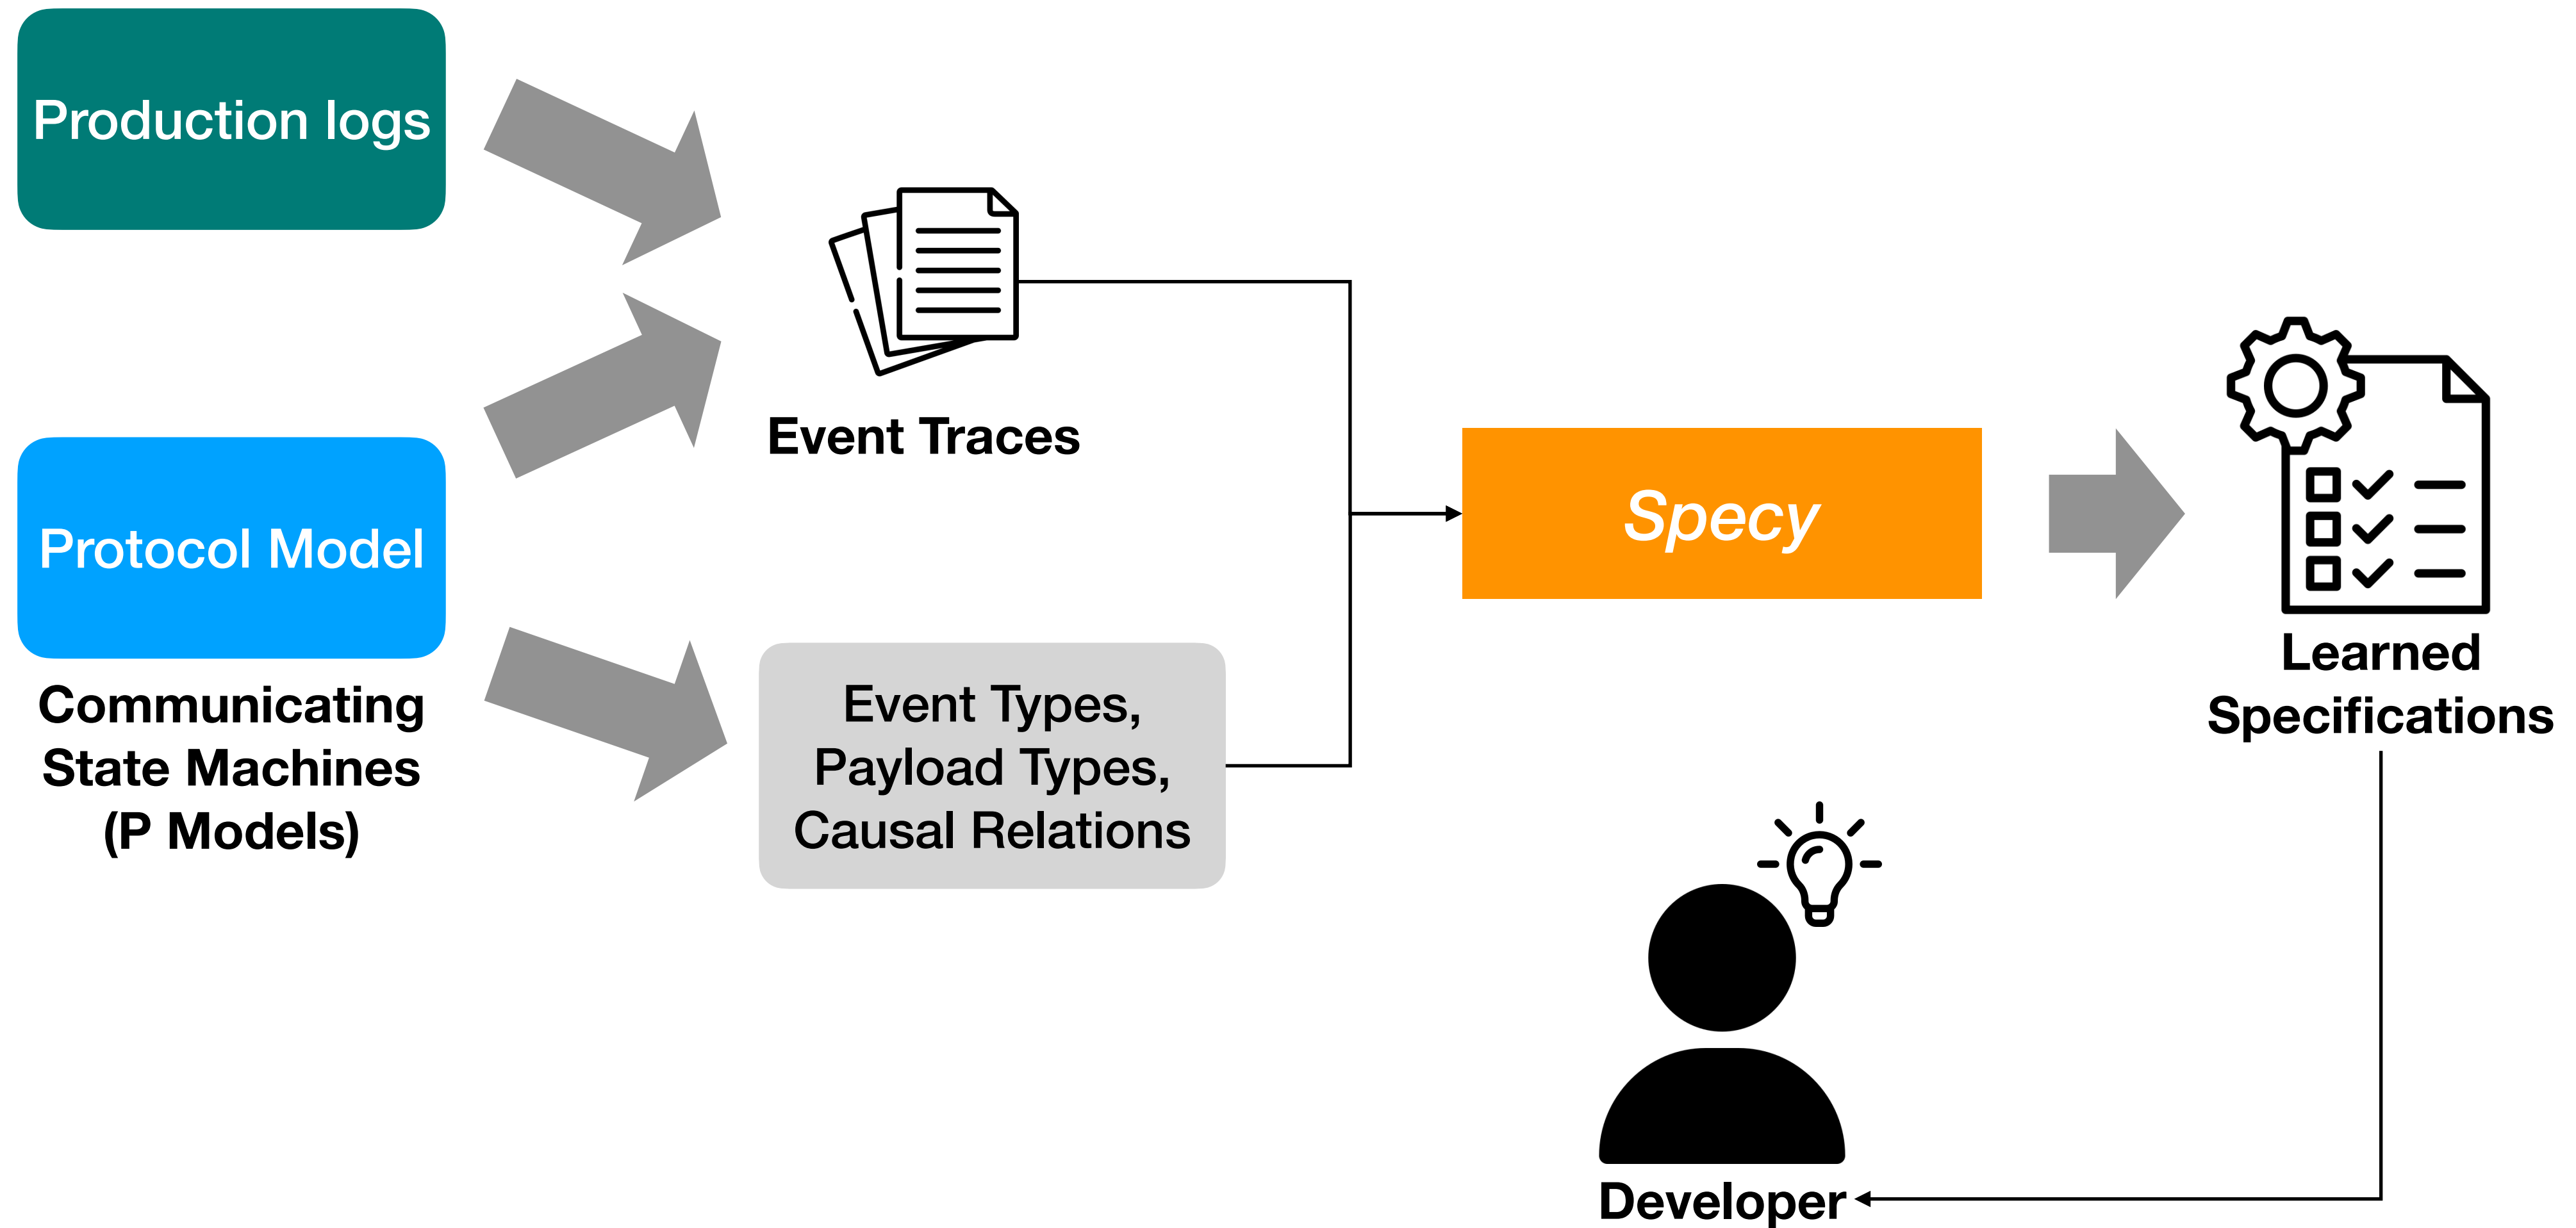 Production logs
Event Traces
Protocol Model
Communicating
State Machines
(P Models)
Event Types,
Payload Types,
Causal Relations
Specy
Learned
Specifications
Developer